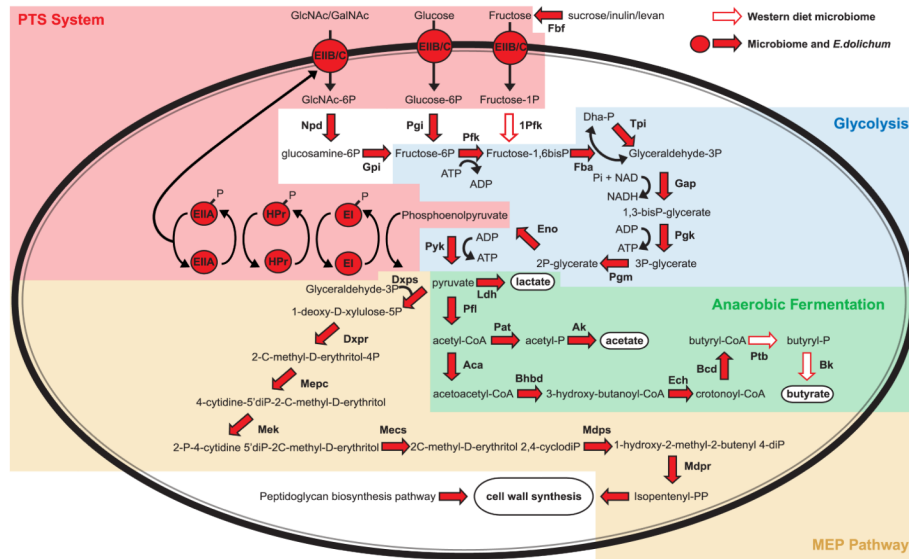 PTS System
GlcNAc/GalNAc
Glucose
Fructose
sucrose/inulin/levan
Fbf
Western diet microbiome
Microbiome and E.dolichum
EIIB/C
EIIB/C
EIIB/C
GlcNAc-6P
Glucose-6P
Fructose-1P
Npd
Pgi
1Pfk
Pfk
Dha-P
Tpi
Glycolysis
glucosamine-6P
Gpi
Fructose-6P
Fructose-1,6bisP
Fba
Glyceraldehyde-3P
ATP
ADP
Pi + NAD
NADH
Gap
1,3-bisP-glycerate
P
P
P
EIIA
HPr
EI
Phosphoenolpyruvate
ADP
ATP
Pgk
Eno
Pyk
ADP
ATP
EIIA
HPr
EI
2P-glycerate
Pgm
3P-glycerate
Dxps
Glyceraldehyde-3P
pyruvate
Ldh
lactate
Anaerobic Fermentation
1-deoxy-D-xylulose-5P
Pfl
Dxpr
acetyl-CoA
Pat
acetyl-P
Ak
acetate
butyryl-CoA
Ptb
butyryl-P
2-C-methyl-D-erythritol-4P
Aca
Bcd
Bk
Mepc
Bhbd
Ech
acetoacetyl-CoA
3-hydroxy-butanoyl-CoA
crotonoyl-CoA
butyrate
4-cytidine-5'diP-2-C-methyl-D-erythritol
Mek
Mecs
Mdps
2-P-4-cytidine 5'diP-2C-methyl-D-erythritol
2C-methyl-D-erythritol 2,4-cyclodiP
1-hydroxy-2-methyl-2-butenyl 4-diP
Mdpr
Peptidoglycan biosynthesis pathway
cell wall synthesis
Isopentenyl-PP
MEP Pathway